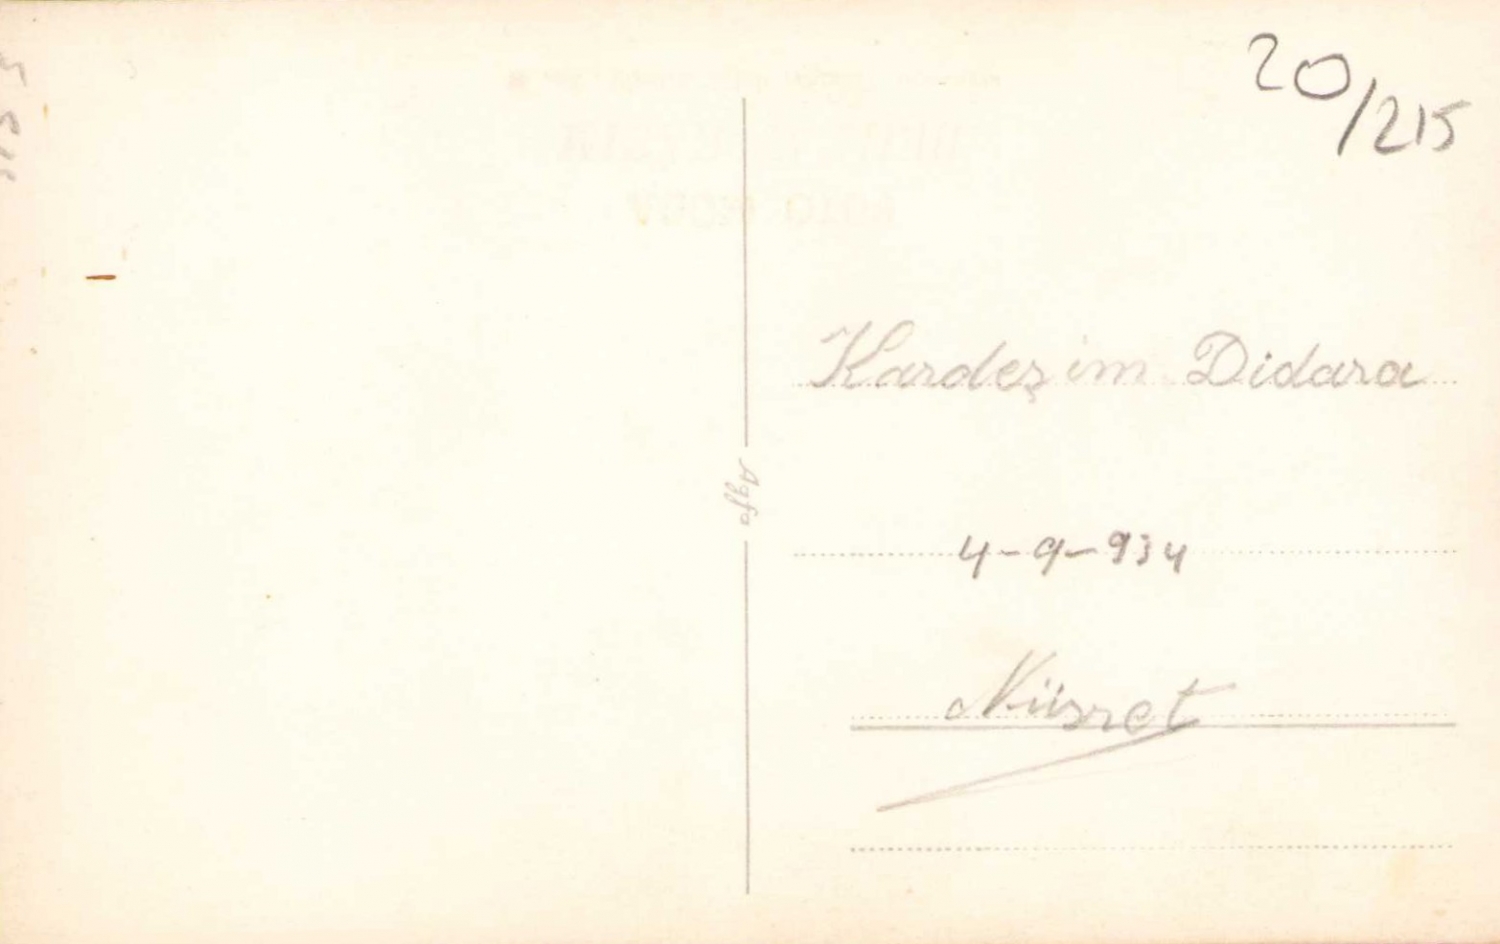 20/215
Kardeşim Didara
Agfa
4-9-934
Nüsret